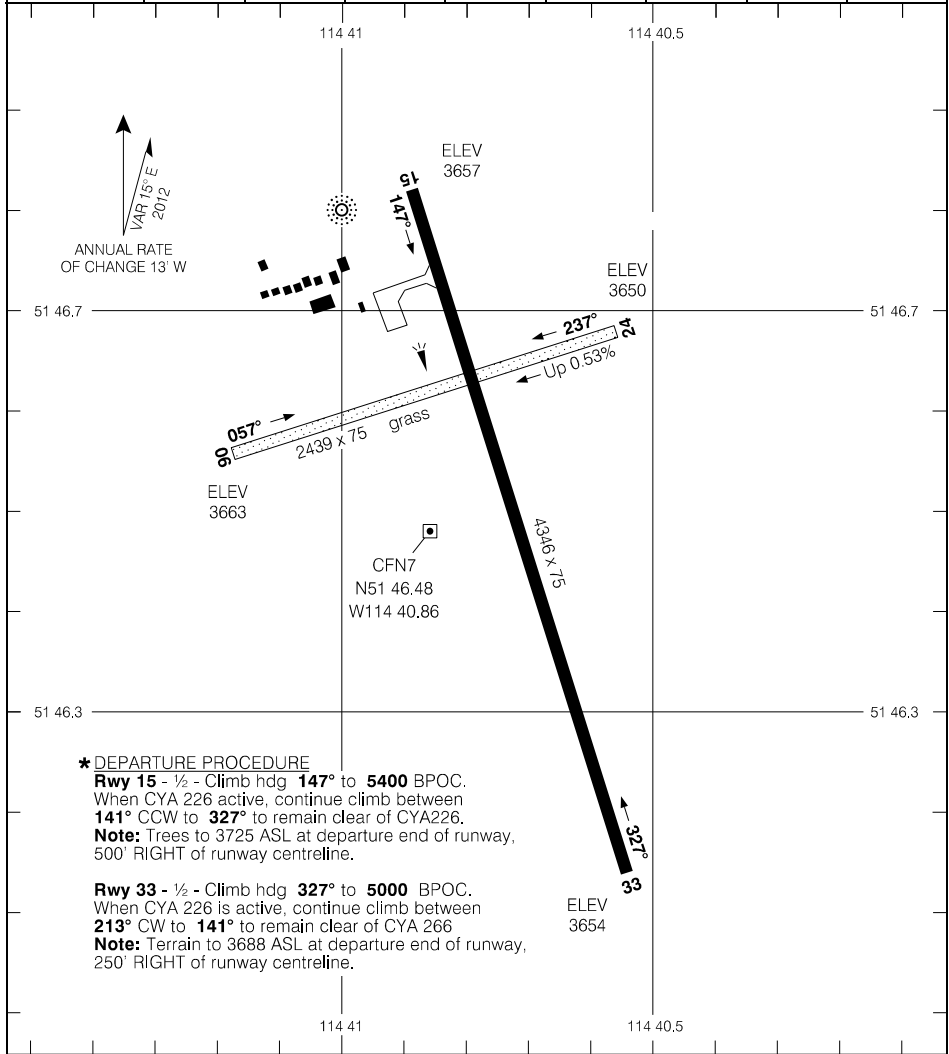 114 41
114 40.5
ELEV
3657
15
147°
VAR 15° E
2012
ANNUAL RATE
OF CHANGE 13' W
ELEV
3650
51 46.7
51 46.7
237°
24
Up 0.53%
057°
06
2439 x 75 grass
ELEV
3663
4346 x 75
CFN7
N51 46.48
W114 40.86
51 46.3
51 46.3
* DEPARTURE PROCEDURE
Rwy 15 - ½ - Climb hdg 147° to 5400 BPOC.
When CYA 226 active, continue climb between
141° CCW to 327° to remain clear of CYA226.
Note: Trees to 3725 ASL at departure end of runway,
500' RIGHT of runway centreline.
Rwy 33 - ½ - Climb hdg 327° to 5000 BPOC.
When CYA 226 is active, continue climb between
213° CW to 141° to remain clear of CYA 266
Note: Terrain to 3688 ASL at departure end of runway,
250' RIGHT of runway centreline.
327°
33
ELEV
3654
114 41
114 40.5